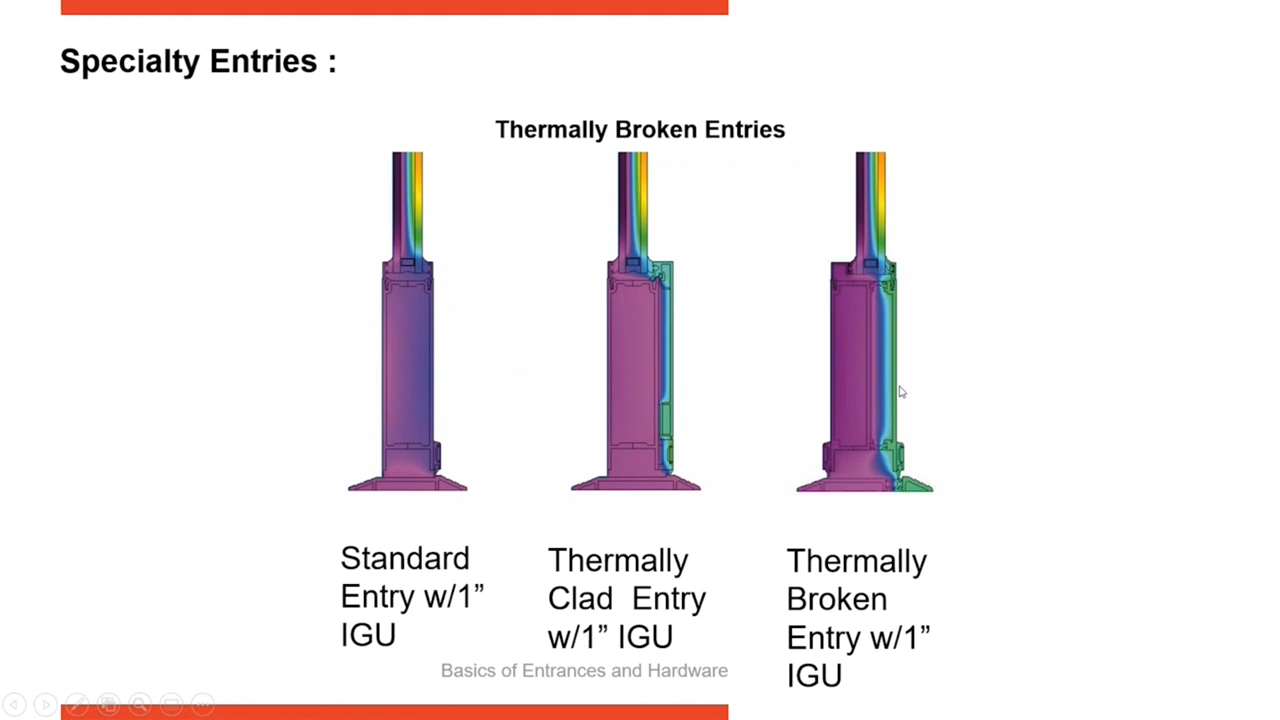 Specialty Entries :
Thermally Broken Entries
Standard
Entry w/1”
IGU
Thermally
Clad  Entry
w/1” IGU
Thermally
Broken
Entry w/1”
IGU
Basics of Entrances and Hardware